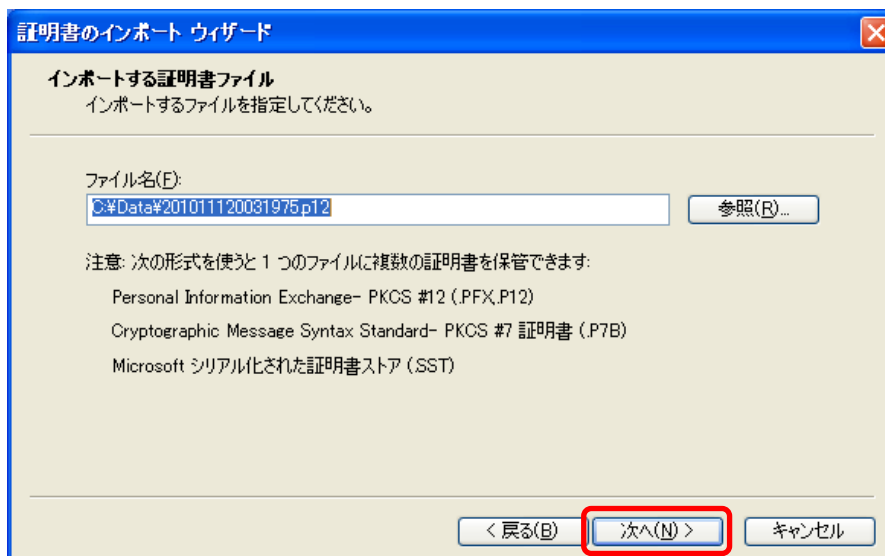 証明書のインポート ウィザード
インポートする証明書ファイル
インポートするファイルを指定してください。
ファイル名(F):
C:¥Data¥201011120031975.p12
参照(R)...
注意: 次の形式を使うと 1 つのファイルに複数の証明書を保管できます:
Personal Information Exchange- PKCS #12 (.PFX,.P12)
Cryptographic Message Syntax Standard- PKCS #7 証明書 (.P7B)
Microsoft シリアル化された証明書ストア (.SST)
< 戻る(B)
次へ(N) >
キャンセル